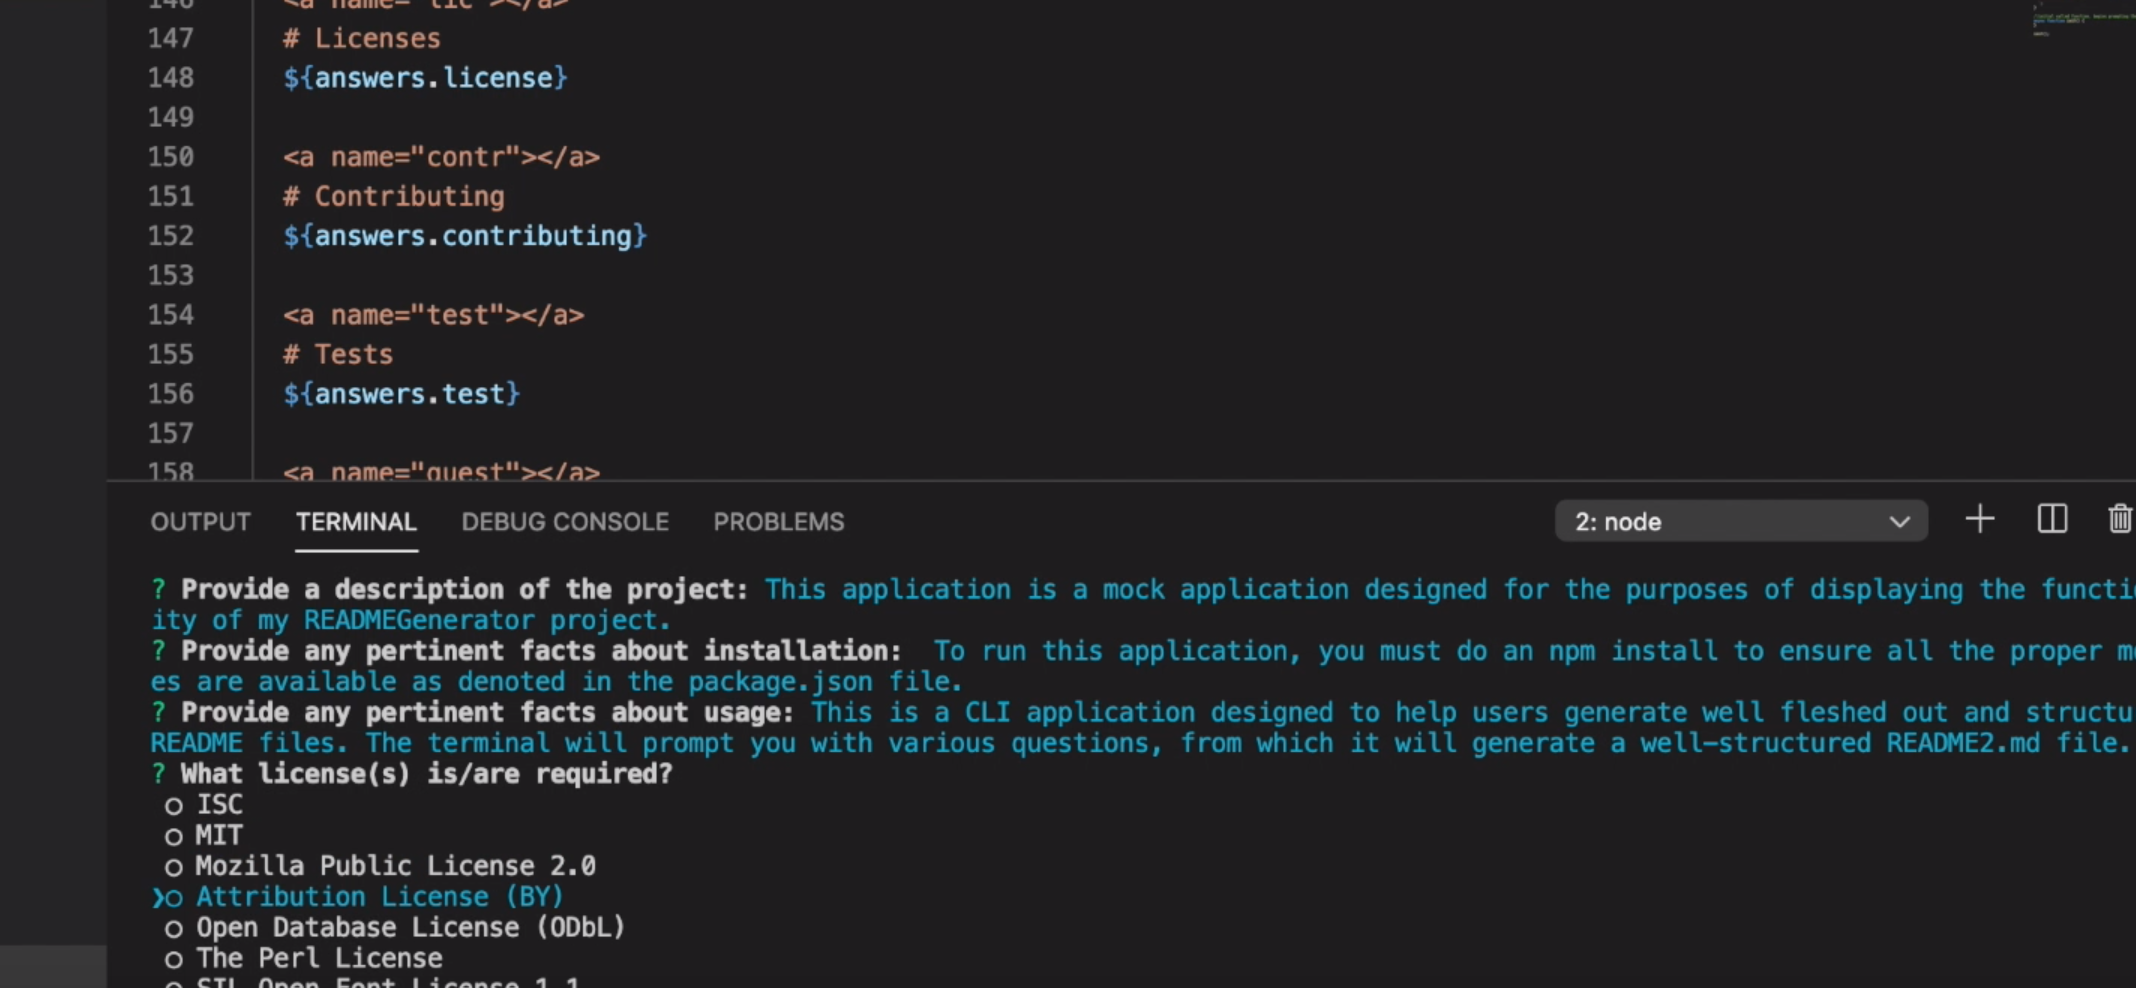 146 <a name="lic"></a>
147 # Licenses
148 ${answers.license}
149
150 <a name="contr"></a>
151 # Contributing
152 ${answers.contributing}
153
154 <a name="test"></a>
155 # Tests
156 ${answers.test}
157
158 <a name="quest"></a>
OUTPUT TERMINAL DEBUG CONSOLE PROBLEMS 2: node
? Provide a description of the project: This application is a mock application designed for the purposes of displaying the functi
ity of my READMEGenerator project.
? Provide any pertinent facts about installation: To run this application, you must do an npm install to ensure all the proper m
es are available as denoted in the package.json file.
? Provide any pertinent facts about usage: This is a CLI application designed to help users generate well fleshed out and structu
README files. The terminal will prompt you with various questions, from which it will generate a well-structured README2.md file.
? What license(s) is/are required?
○ ISC
○ MIT
○ Mozilla Public License 2.0
❯○ Attribution License (BY)
○ Open Database License (ODbL)
○ The Perl License
○ SIL Open Font License 1.1